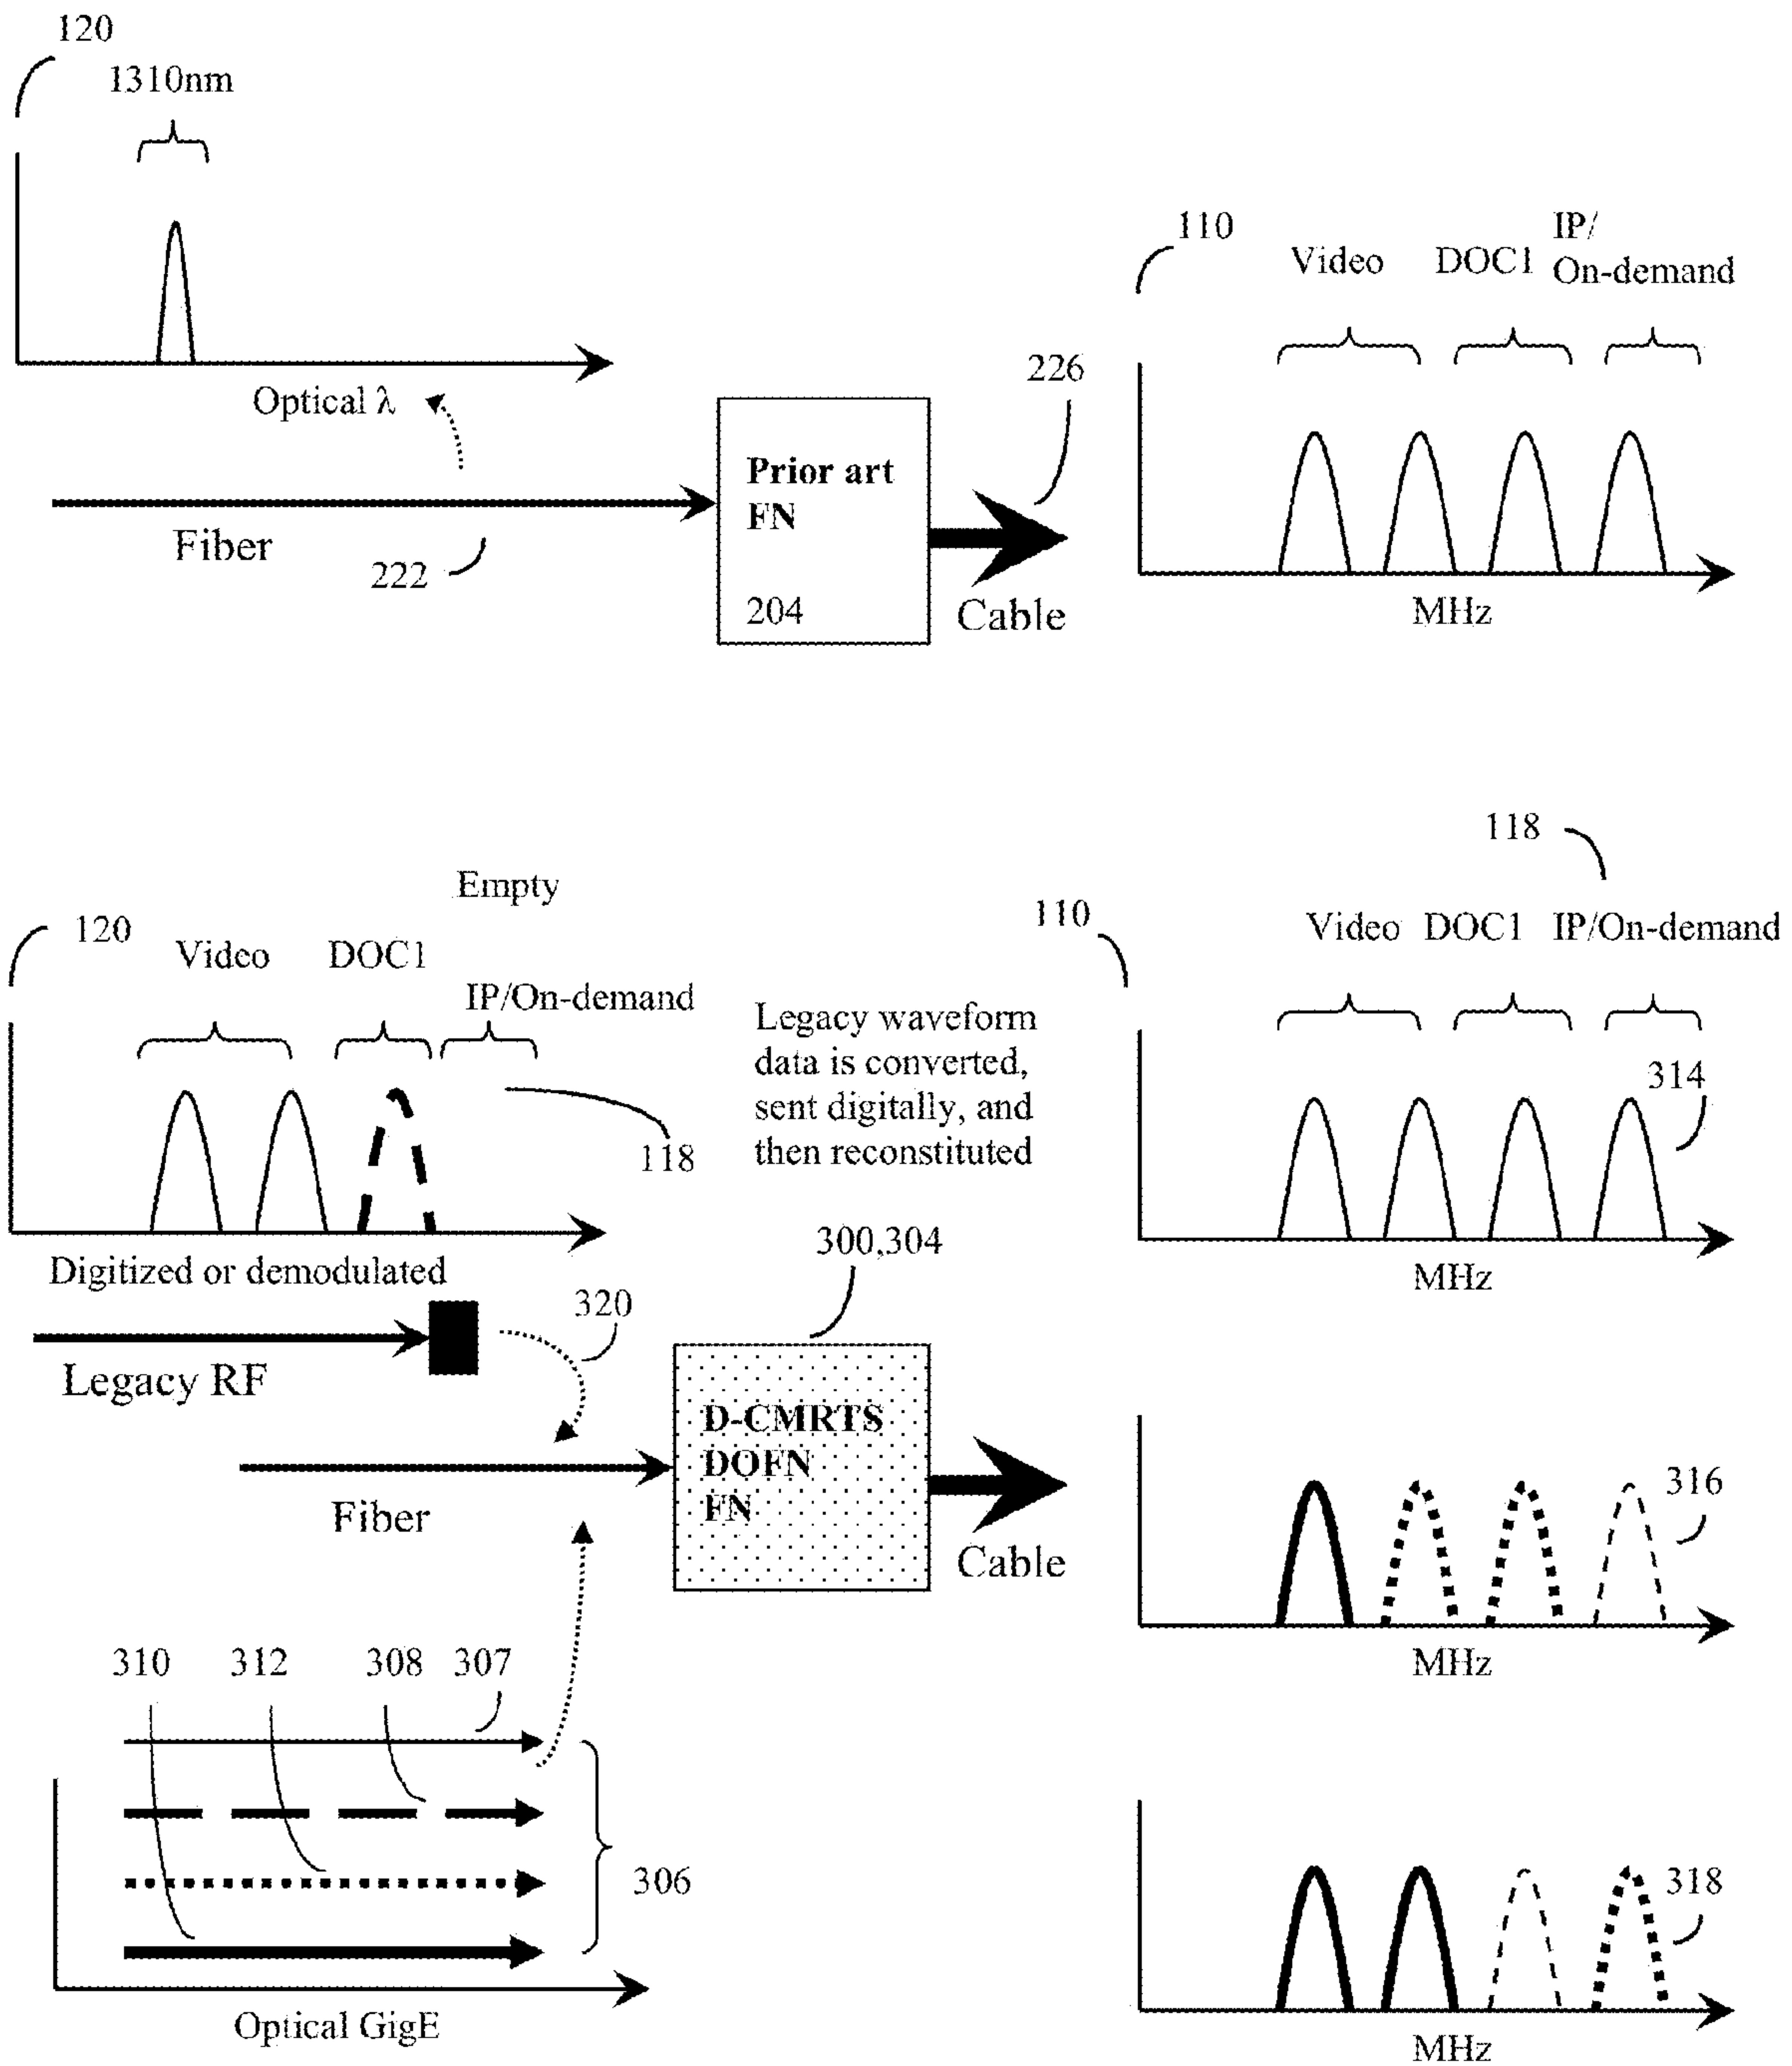 120
1310nm
Optical λ
Fiber
222
Prior art
FN
204
226
Cable
110
Video
DOC1
IP/
On-demand
MHz
Empty
120
Video
DOC1
IP/On-demand
118
Digitized or demodulated
Legacy RF
320
Legacy waveform
data is converted,
sent digitally, and
then reconstituted
300,304
D-CMRTS
DOFN
FN
Fiber
Cable
118
110
Video
DOC1
IP/On-demand
314
MHz
316
MHz
310
312
308
307
306
Optical GigE
318
MHz